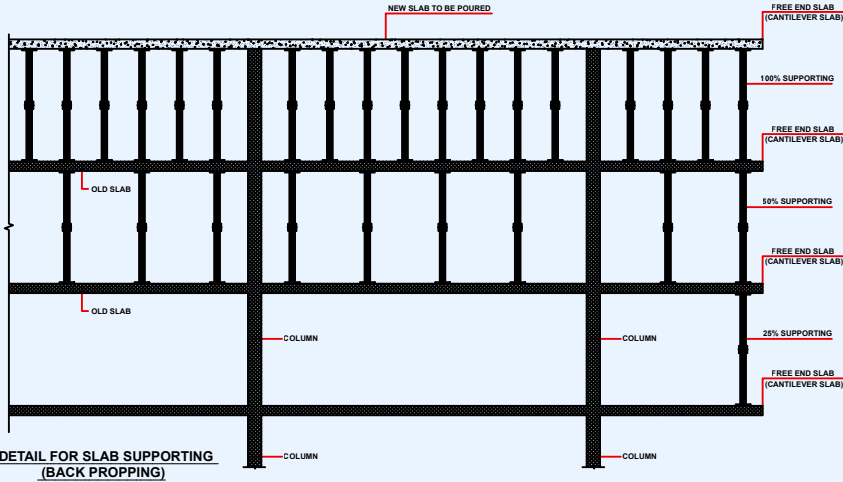 NEW SLAB TO BE POURED
FREE END SLAB
(CANTILEVER SLAB)
100% SUPPORTING
FREE END SLAB
(CANTILEVER SLAB)
OLD SLAB
50% SUPPORTING
FREE END SLAB
(CANTILEVER SLAB)
OLD SLAB
COLUMN
COLUMN
25% SUPPORTING
FREE END SLAB
(CANTILEVER SLAB)
DETAIL FOR SLAB SUPPORTING
(BACK PROPPING)
COLUMN
COLUMN